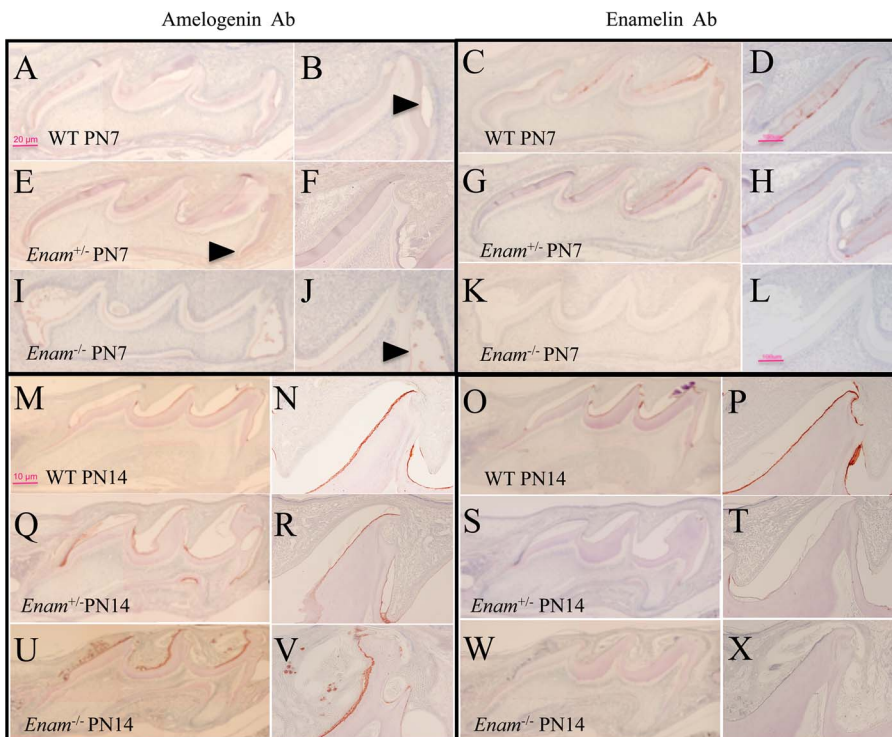 Amelogenin Ab
Enamelin Ab
A
B
C
D
20 µm
WT PN7
WT PN7
E
F
G
H
Enam+/- PN7
Enam+/- PN7
I
J
K
L
Enam-/- PN7
Enam-/- PN7
100µm
M
N
O
P
10 µm
WT PN14
WT PN14
Q
R
S
T
Enam+/-PN14
Enam+/- PN14
U
V
W
X
Enam-/- PN14
Enam-/- PN14